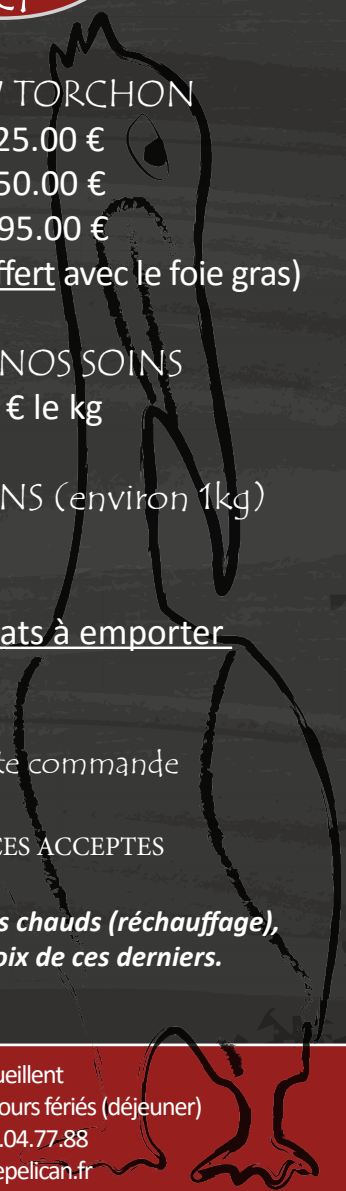 TORCHON
25.00 €
50.00 €
95.00 €
ffert avec le foie gras)
NOS SOINS
€ le kg
NS (environ 1kg)
ats à emporter
te commande
CES ACCEPTES
s chauds (réchauffage),
oix de ces derniers.
ueillent
ours fériés (déjeuner)
.04.77.88
epelican.fr